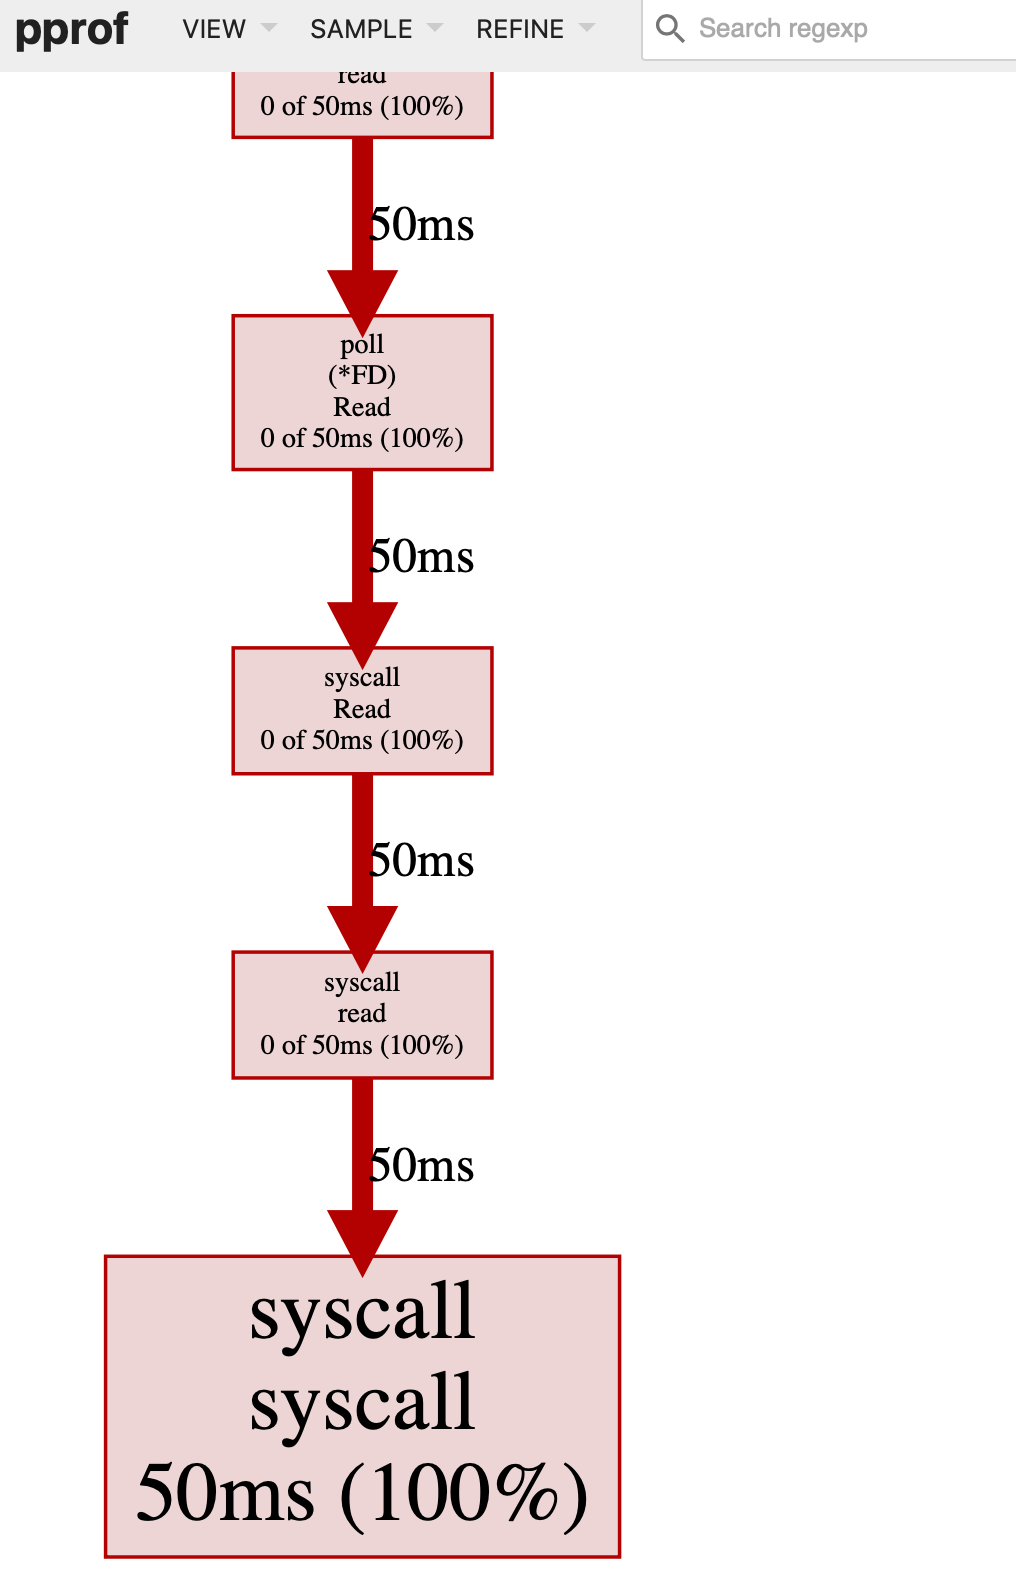 pprof VIEW SAMPLE REFINE Search regexp
read
0 of 50ms (100%)
50ms
poll
(*FD)
Read
0 of 50ms (100%)
50ms
syscall
Read
0 of 50ms (100%)
50ms
syscall
read
0 of 50ms (100%)
50ms
syscall
syscall
50ms (100%)